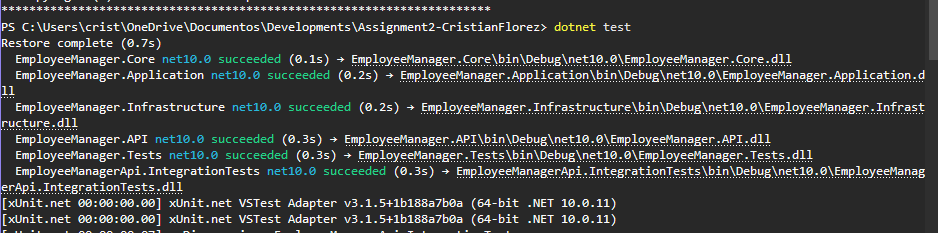 **********************************************************************
PS C:\Users\crist\OneDrive\Documentos\Developments\Assignment2-CristianFlorez> dotnet test
Restore complete (0.7s)
  EmployeeManager.Core net10.0 succeeded (0.1s) → EmployeeManager.Core\bin\Debug\net10.0\EmployeeManager.Core.dll
  EmployeeManager.Application net10.0 succeeded (0.2s) → EmployeeManager.Application\bin\Debug\net10.0\EmployeeManager.Application.d
ll
  EmployeeManager.Infrastructure net10.0 succeeded (0.2s) → EmployeeManager.Infrastructure\bin\Debug\net10.0\EmployeeManager.Infrast
ructure.dll
  EmployeeManager.API net10.0 succeeded (0.3s) → EmployeeManager.API\bin\Debug\net10.0\EmployeeManager.API.dll
  EmployeeManager.Tests net10.0 succeeded (0.3s) → EmployeeManager.Tests\bin\Debug\net10.0\EmployeeManager.Tests.dll
  EmployeeManagerApi.IntegrationTests net10.0 succeeded (0.3s) → EmployeeManagerApi.IntegrationTests\bin\Debug\net10.0\EmployeeManag
erApi.IntegrationTests.dll
[xUnit.net 00:00:00.00] xUnit.net VSTest Adapter v3.1.5+1b188a7b0a (64-bit .NET 10.0.11)
[xUnit.net 00:00:00.00] xUnit.net VSTest Adapter v3.1.5+1b188a7b0a (64-bit .NET 10.0.11)